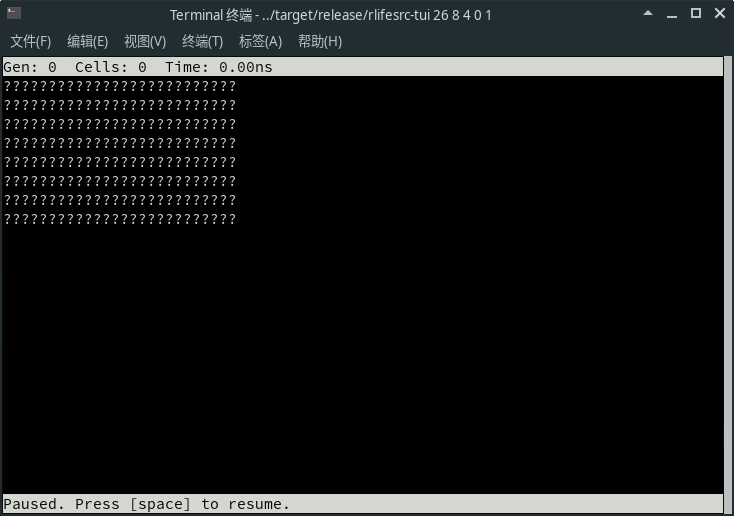 Terminal 终端 - ../target/release/rlifesrc-tui 26 8 4 0 1
文件(F) 编辑(E) 视图(V) 终端(T) 标签(A) 帮助(H)
Gen: 0  Cells: 0  Time: 0.00ns
??????????????????????????
??????????????????????????
??????????????????????????
??????????????????????????
??????????????????????????
??????????????????????????
??????????????????????????
??????????????????????????
Paused. Press [space] to resume.